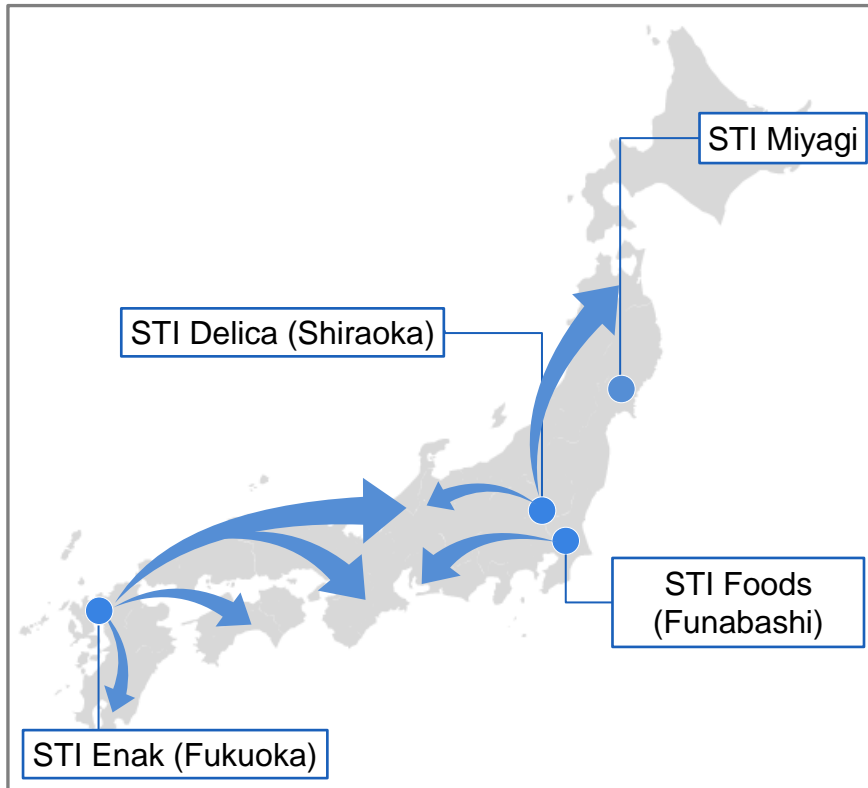 STI Miyagi
STI Delica (Shiraoka)
STI Foods
(Funabashi)
STI Enak (Fukuoka)